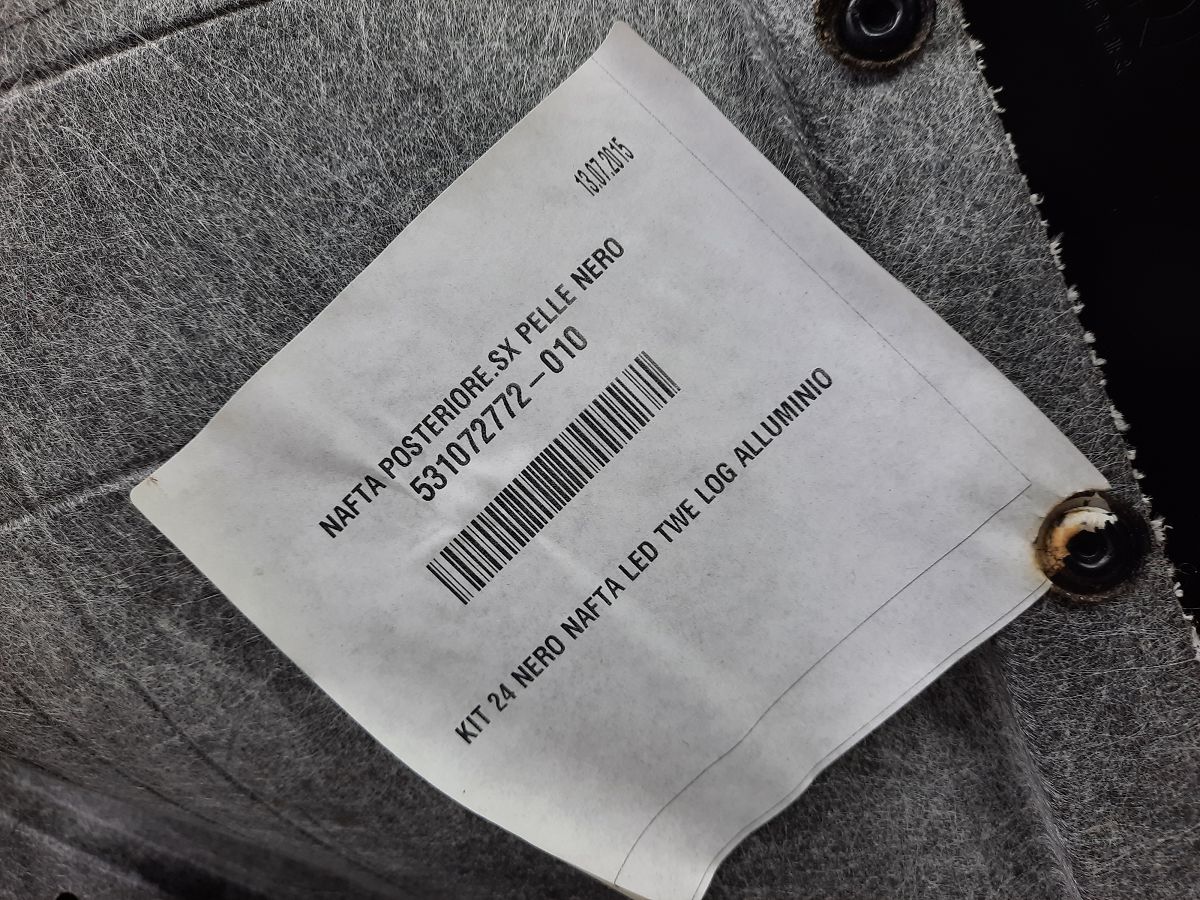 13.07.2015
NAFTA POSTERIORE.SX PELLE NERO
531072772-010
KIT 24 NERO NAFTA LED TWE LOG ALLUMINIO